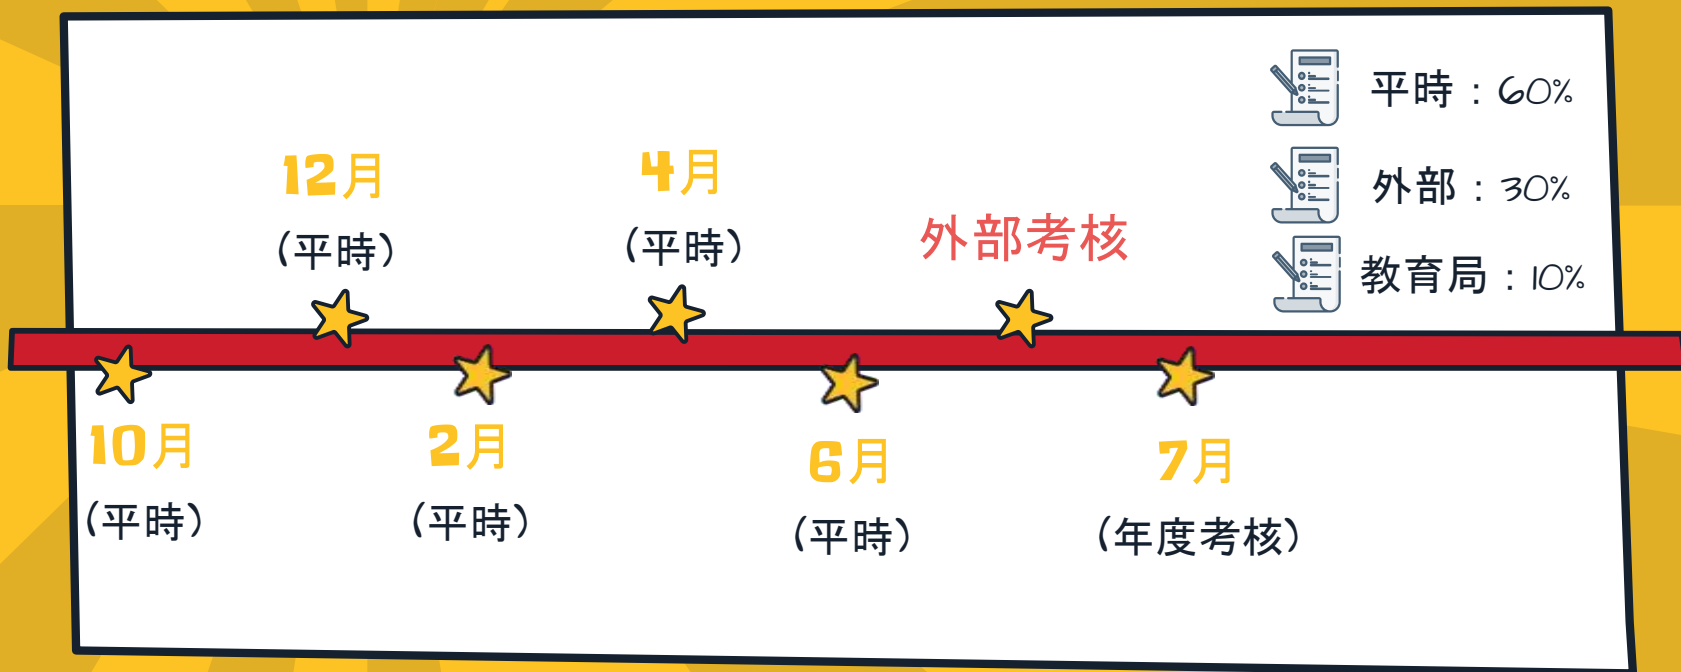 12月
(平時)
4月
(平時)
外部考核
平時:60%
外部:30%
教育局:10%
10月
(平時)
2月
(平時)
6月
(平時)
7月
(年度考核)